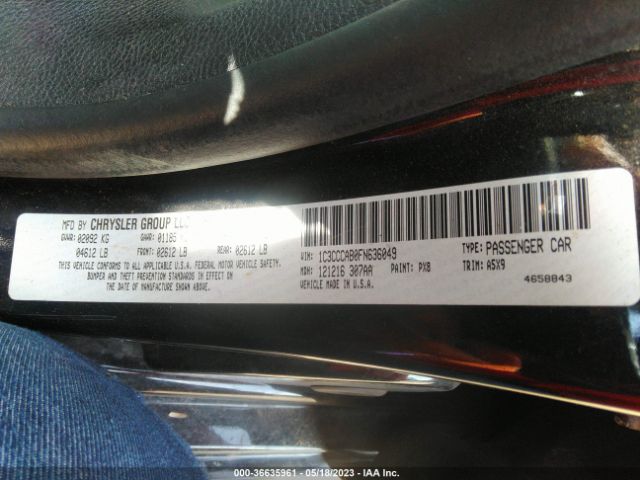 MFD BY CHRYSLER GROUP LLC
GVWR: 02092 KG GAWR: 01185
04612 LB FRONT: 02612 LB REAR: 02612 LB
THIS VEHICLE CONFORMS TO ALL APPLICABLE U.S.A. FEDERAL MOTOR VEHICLE SAFETY,
BUMPER AND THEFT PREVENTION STANDARDS IN EFFECT ON
THE DATE OF MANUFACTURE SHOWN ABOVE.
VIN: 1C3CCCAB0FN636049 TYPE: PASSENGER CAR
MDH: 121216 307AA PAINT: PX8 TRIM: A5X9
VEHICLE MADE IN U.S.A. 4658843
000-36635961 - 05/18/2023 - IAA Inc.